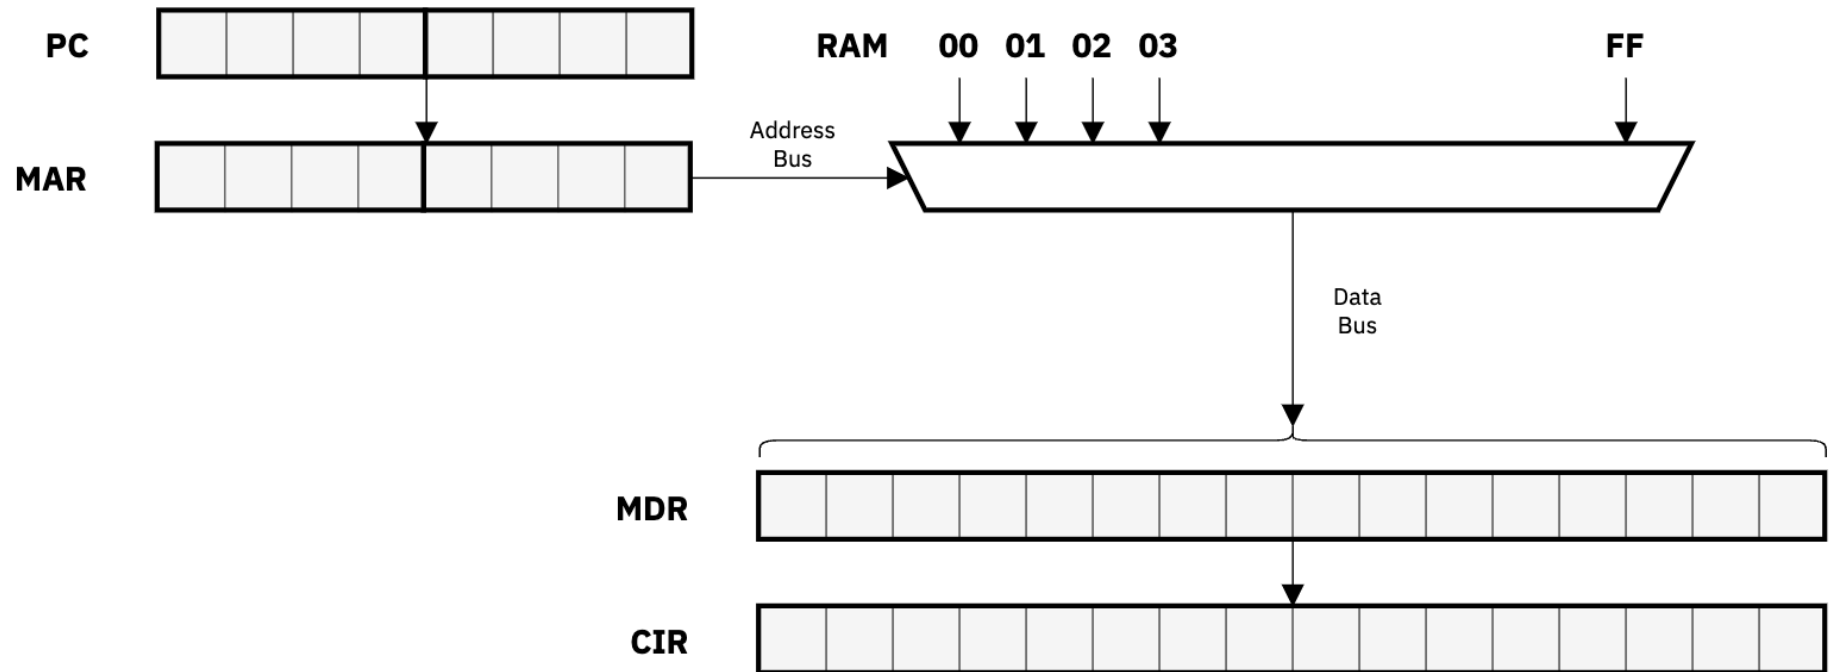 PC
RAM 00 01 02 03 FF
Address
Bus
MAR
Data
Bus
MDR
CIR